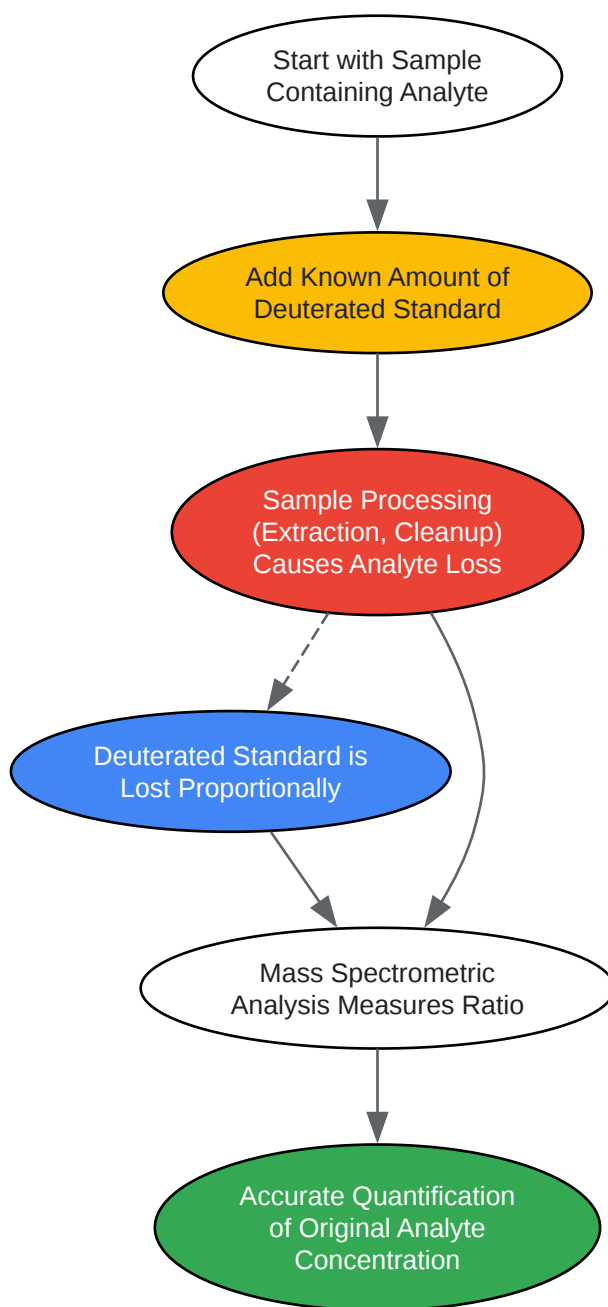 Start with Sample
Containing Analyte
Add Known Amount of
Deuterated Standard
Sample Processing
(Extraction, Cleanup)
Causes Analyte Loss
Deuterated Standard is
Lost Proportionally
Mass Spectrometric
Analysis Measures Ratio
Accurate Quantification
of Original Analyte
Concentration